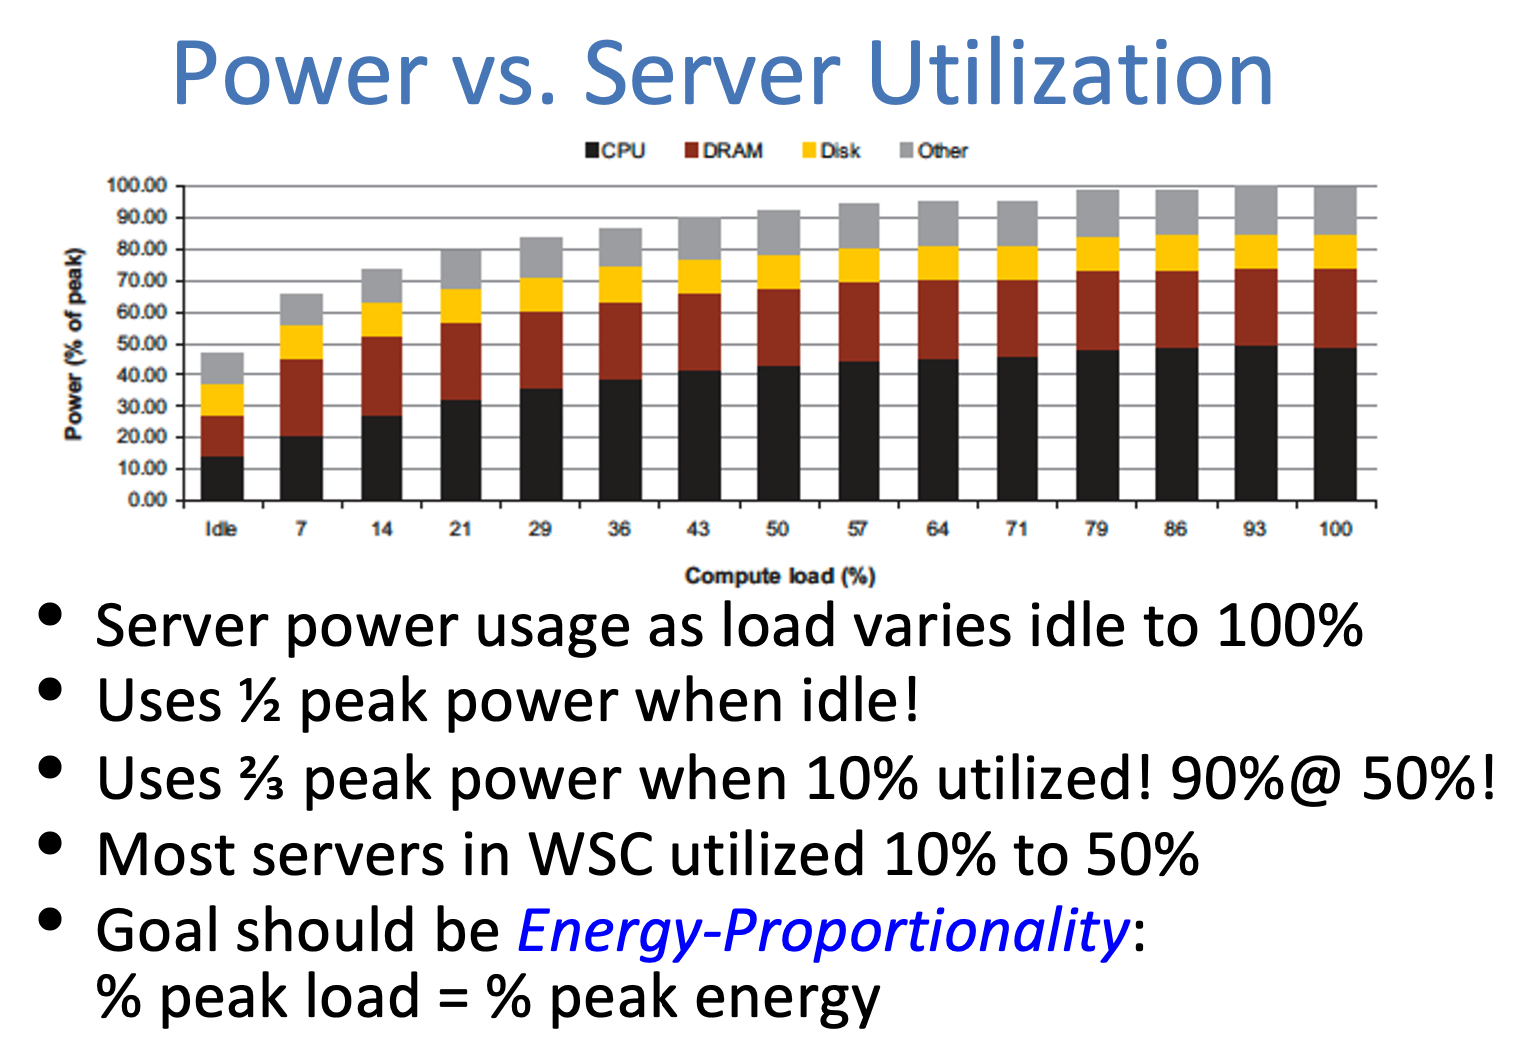 Power vs. Server Utilization
CPU DRAM Disk Other
100.00
90.00
80.00
70.00
60.00
50.00
40.00
30.00
20.00
10.00
0.00
Power (% of peak)
Idle 7 14 21 29 36 43 50 57 64 71 79 86 93 100
Compute load (%)
• Server power usage as load varies idle to 100%
• Uses ½ peak power when idle!
• Uses ⅔ peak power when 10% utilized! 90%@ 50%!
• Most servers in WSC utilized 10% to 50%
• Goal should be Energy-Proportionality:
% peak load = % peak energy